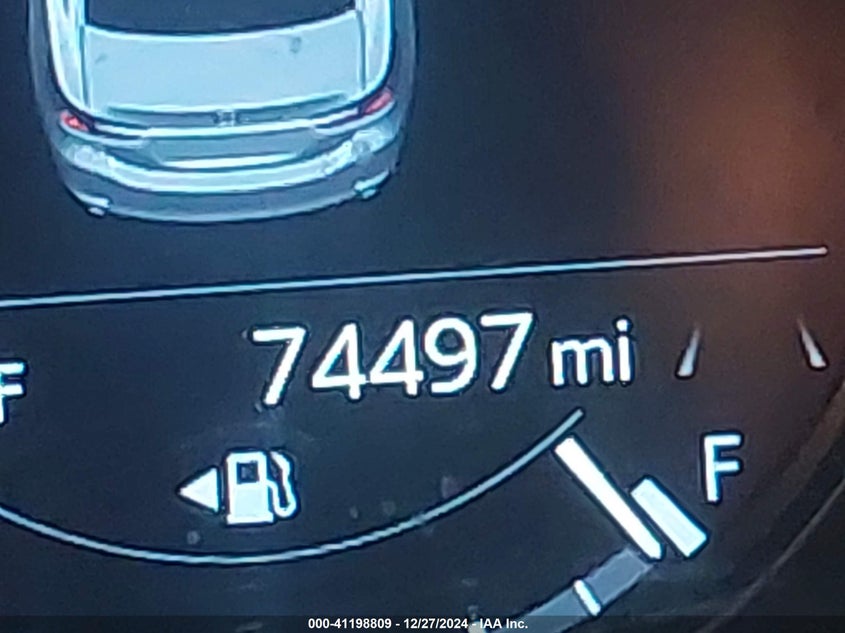 74497 mi
F
F
000-41198809 - 12/27/2024 - IAA Inc.